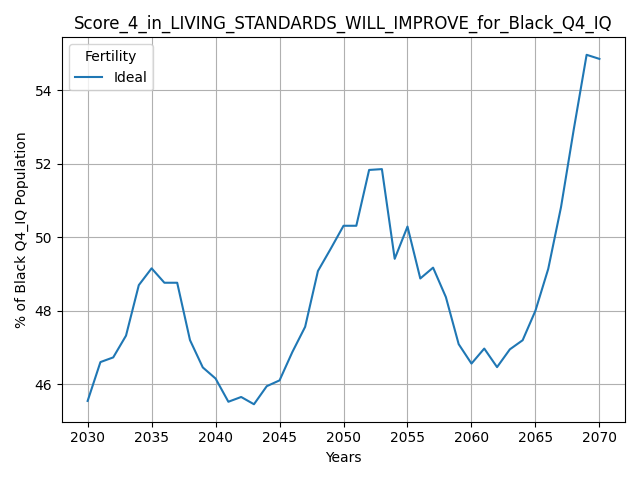 Score_4_in_LIVING_STANDARDS_WILL_IMPROVE_for_Black_Q4_IQ
Fertility
Ideal
% of Black Q4_IQ Population
54
52
50
48
46
2030 2035 2040 2045 2050 2055 2060 2065 2070
Years